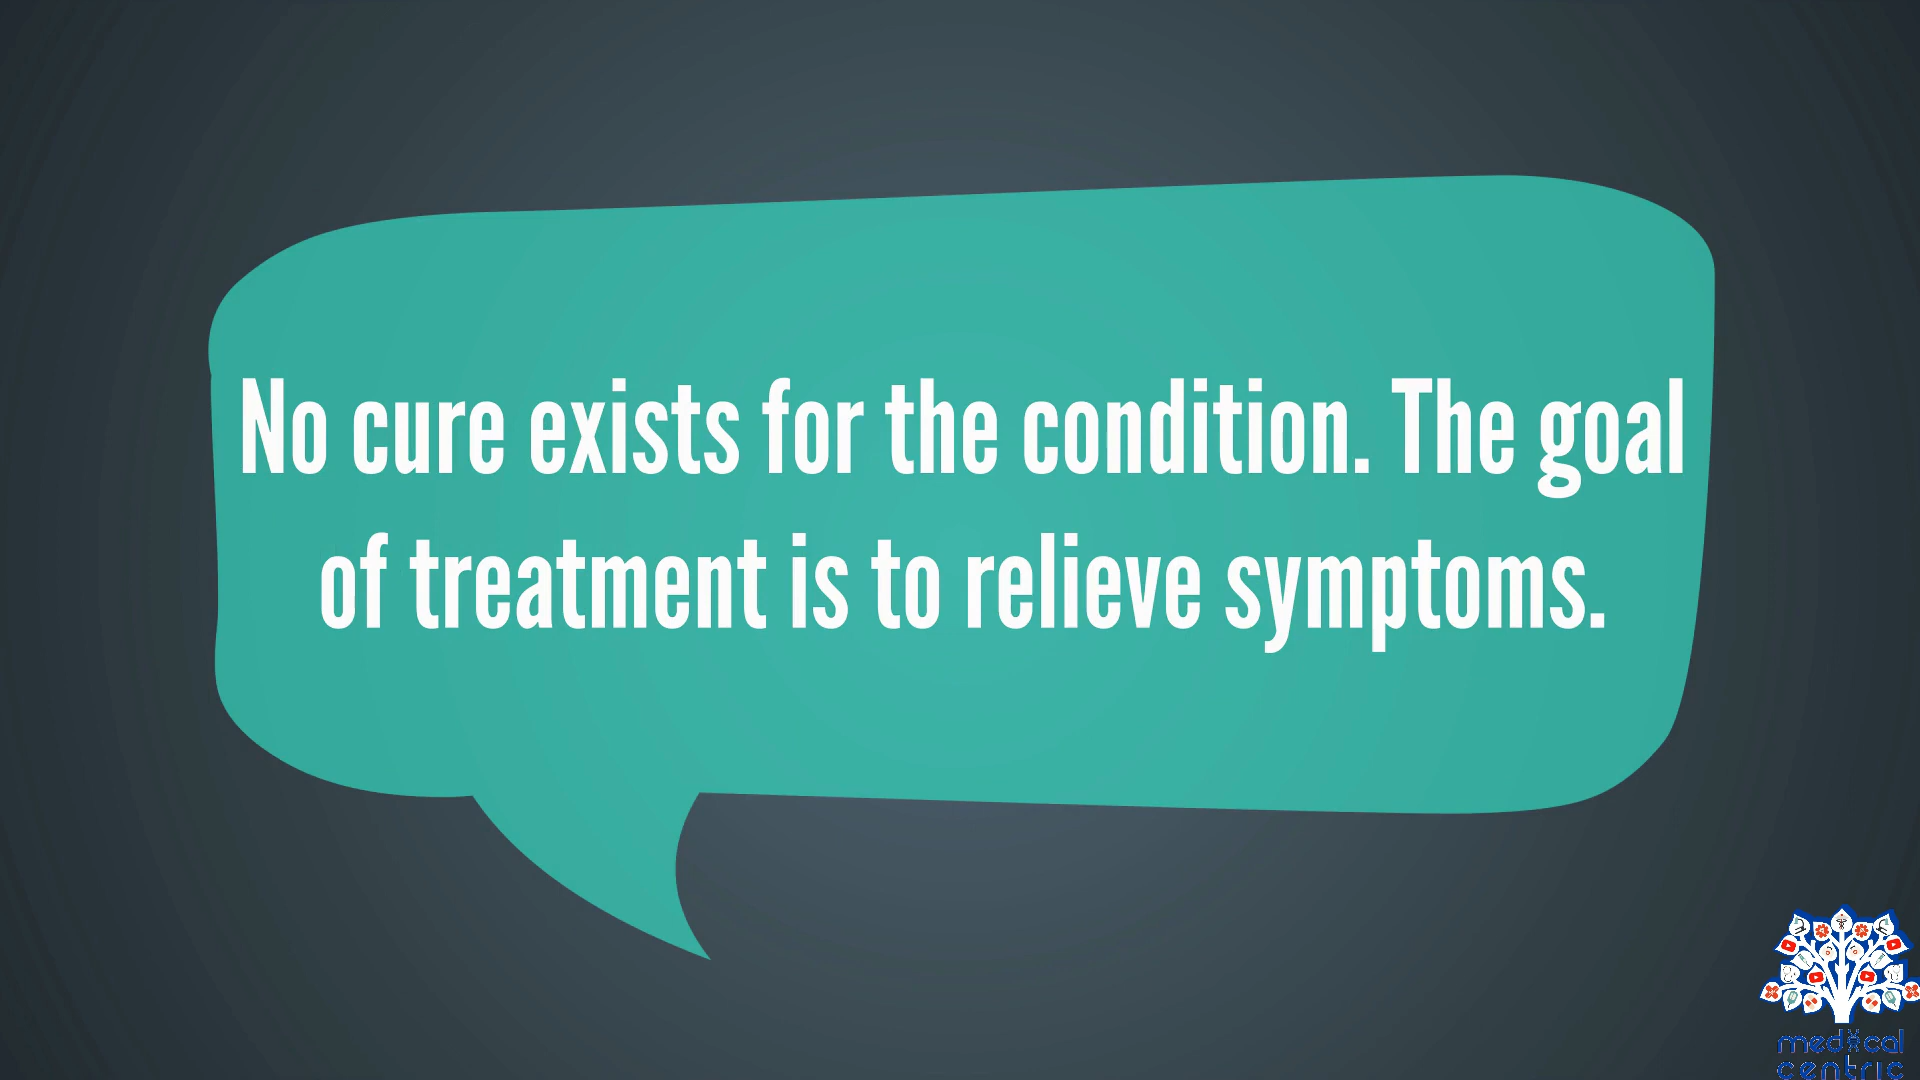 No cure exists for the condition. The goal
of treatment is to relieve symptoms.
medical
centric